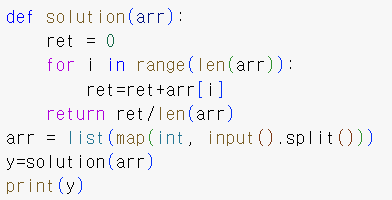 def solution(arr):
    ret = 0
    for i in range(len(arr)):
        ret=ret+arr[i]
    return ret/len(arr)
arr = list(map(int, input().split()))
y=solution(arr)
print(y)